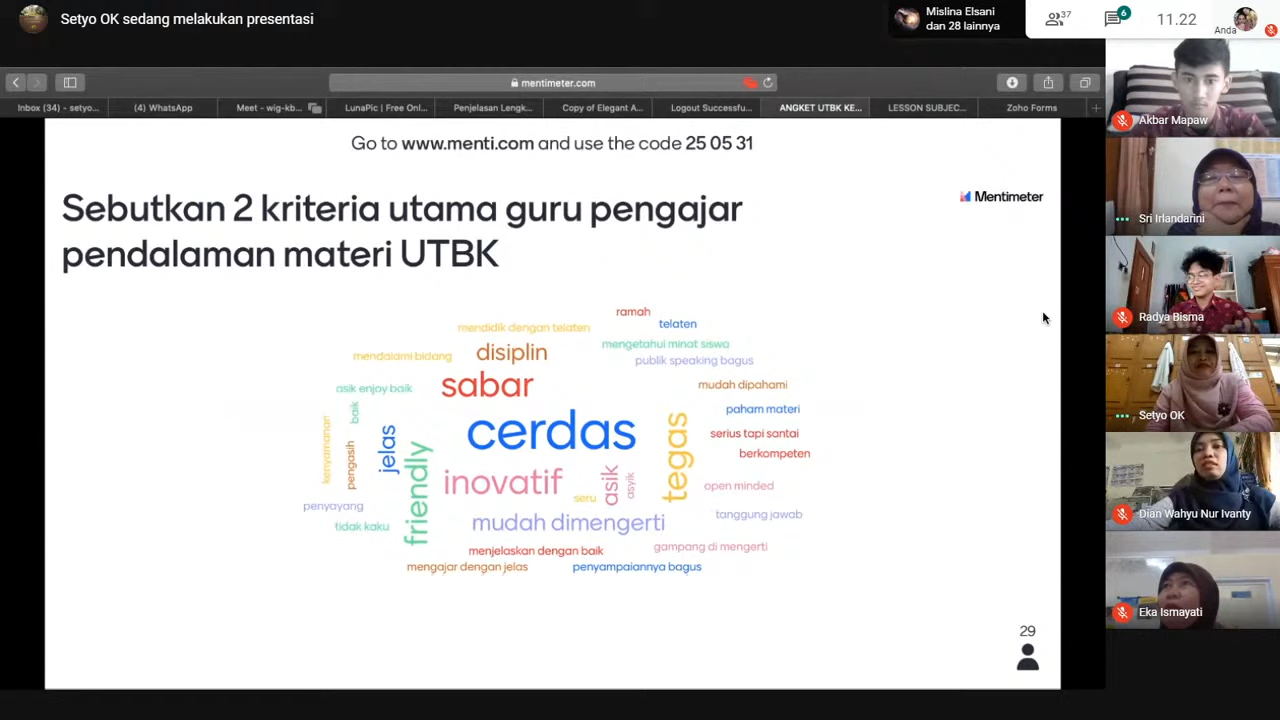 Setyo OK sedang melakukan presentasi
Mislina Elsani
dan 28 lainnya
37
6
11.22
Anda
mentimeter.com
Inbox (34) - setyo...
(4) WhatsApp
Meet - wig-kb...
LunaPic | Free Onl...
Penjelasan Lengk...
Copy of Elegant A...
Logout Successfu...
ANGKET UTBK KE...
LESSON SUBJEC...
Zoho Forms
Go to www.menti.com and use the code 25 05 31
Mentimeter
Sebutkan 2 kriteria utama guru pengajar
pendalaman materi UTBK
ramah
telaten
mendidik dengan telaten
mengetahui minat siswa
disiplin
mendalami bidang
publik speaking bagus
sabar
asik enjoy baik
mudah dipahami
baik
paham materi
cerdas
tegas
serius tapi santai
kenyamanan
pengasih
jelas
berkompeten
friendly
inovatif
asik
asyik
open minded
seru
penyayang
tanggung jawab
tidak kaku
mudah dimengerti
menjelaskan dengan baik
gampang di mengerti
mengajar dengan jelas
penyampaiannya bagus
29
Akbar Mapaw
Sri Irlandarini
Radya Bisma
Setyo OK
Dian Wahyu Nur Ivanty
Eka Ismayati